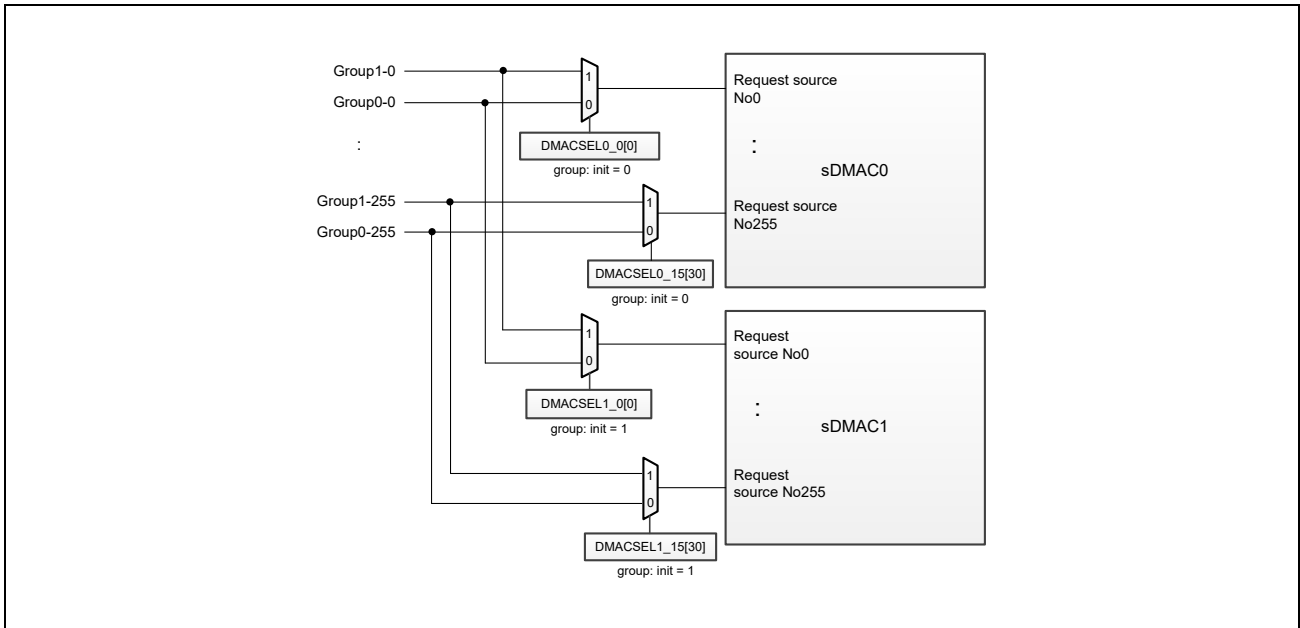 Group1-0
Group0-0
:
Group1-255
Group0-255
1
0
DMACSEL0_0[0]
group: init = 0
1
0
DMACSEL0_15[30]
group: init = 0
Request source
No0
:
sDMAC0
Request source
No255
1
0
DMACSEL1_0[0]
group: init = 1
1
0
DMACSEL1_15[30]
group: init = 1
Request
source No0
:
sDMAC1
Request
source No255